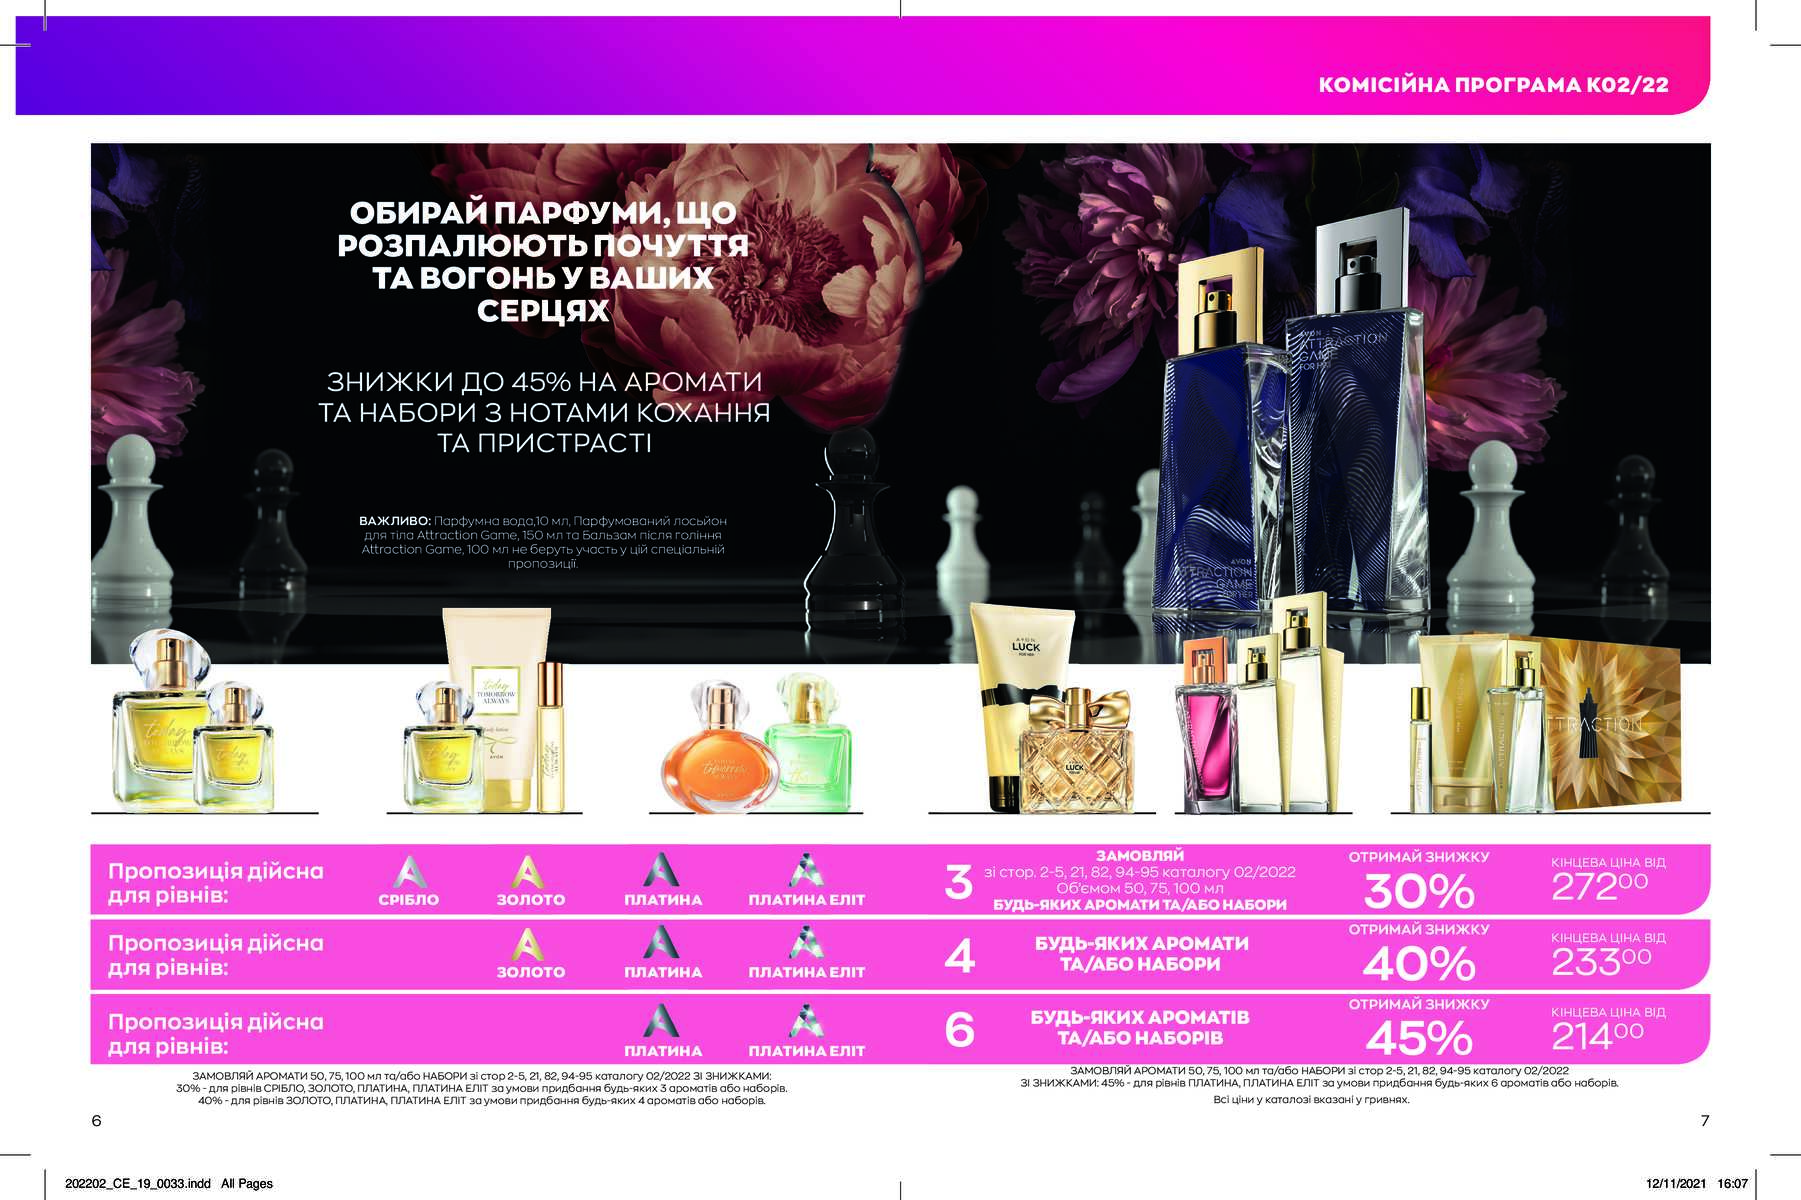 КОМІСІЙНА ПРОГРАМА К02/22
ОБИРАЙ ПАРФУМИ, ЩО
РОЗПАЛЮЮТЬ ПОЧУТТЯ
ТА ВОГОНЬ У ВАШИХ
СЕРЦЯХ
ЗНИЖКИ ДО 45% НА АРОМАТИ
ТА НАБОРИ З НОТАМИ КОХАННЯ
ТА ПРИСТРАСТІ
ВАЖЛИВО: Парфумна вода,10 мл, Парфумований лосьйон
для тіла Attraction Game, 150 мл та Бальзам після гоління
Attraction Game, 100 мл не беруть участь у цій спеціальній
пропозиції.
AVON
ATTRACTION
GAME
FOR HIM
AVON
ATTRACTION
GAME
FOR HER
today
today
today
TOMORROW
ALWAYS
body lotion
AVON
today
today
tomorrow
AVON
LUCK
FOR HER
LUCK
ATTRACTION
Пропозиція дійсна
для рівнів:
СРІБЛО
ЗОЛОТО
ПЛАТИНА
ПЛАТИНА ЕЛІТ
3
ЗАМОВЛЯЙ
зі стор. 2-5, 21, 82, 94-95 каталогу 02/2022
Об'ємом 50, 75, 100 мл
БУДЬ-ЯКИХ АРОМАТИ ТА/АБО НАБОРИ
ОТРИМАЙ ЗНИЖКУ
30%
КІНЦЕВА ЦІНА ВІД
272⁰⁰
Пропозиція дійсна
для рівнів:
ЗОЛОТО
ПЛАТИНА
ПЛАТИНА ЕЛІТ
4
БУДЬ-ЯКИХ АРОМАТИ
ТА/АБО НАБОРИ
ОТРИМАЙ ЗНИЖКУ
40%
КІНЦЕВА ЦІНА ВІД
233⁰⁰
Пропозиція дійсна
для рівнів:
ПЛАТИНА
ПЛАТИНА ЕЛІТ
6
БУДЬ-ЯКИХ АРОМАТІВ
ТА/АБО НАБОРІВ
ОТРИМАЙ ЗНИЖКУ
45%
КІНЦЕВА ЦІНА ВІД
214⁰⁰
ЗАМОВЛЯЙ АРОМАТИ 50, 75, 100 мл та/або НАБОРИ зі стор 2-5, 21, 82, 94-95 каталогу 02/2022 ЗІ ЗНИЖКАМИ:
30% - для рівнів СРІБЛО, ЗОЛОТО, ПЛАТИНА, ПЛАТИНА ЕЛІТ за умови придбання будь-яких 3 ароматів або наборів.
40% - для рівнів ЗОЛОТО, ПЛАТИНА, ПЛАТИНА ЕЛІТ за умови придбання будь-яких 4 ароматів або наборів.
ЗАМОВЛЯЙ АРОМАТИ 50, 75, 100 мл та/або НАБОРИ зі стор 2-5, 21, 82, 94-95 каталогу 02/2022
ЗІ ЗНИЖКАМИ: 45% - для рівнів ПЛАТИНА, ПЛАТИНА ЕЛІТ за умови придбання будь-яких 6 ароматів або наборів.
Всі ціни у каталозі вказані у гривнях.
6
7
202202_CE_19_0033.indd All Pages
12/11/2021 16:07